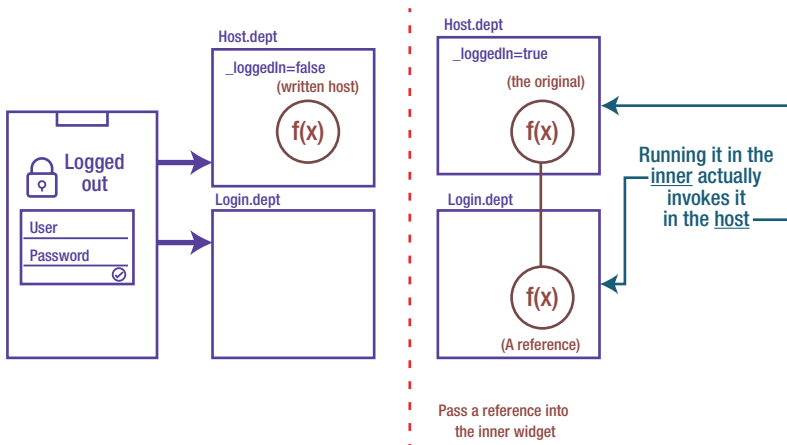 Host.dept
_loggedIn=false
(written host)
f(x)
Logged
out
User
Password
Login.dept
Host.dept
_loggedIn=true
(the original)
f(x)
Login.dept
f(x)
(A reference)
Running it in the
inner actually
invokes it
in the host
Pass a reference into
the inner widget